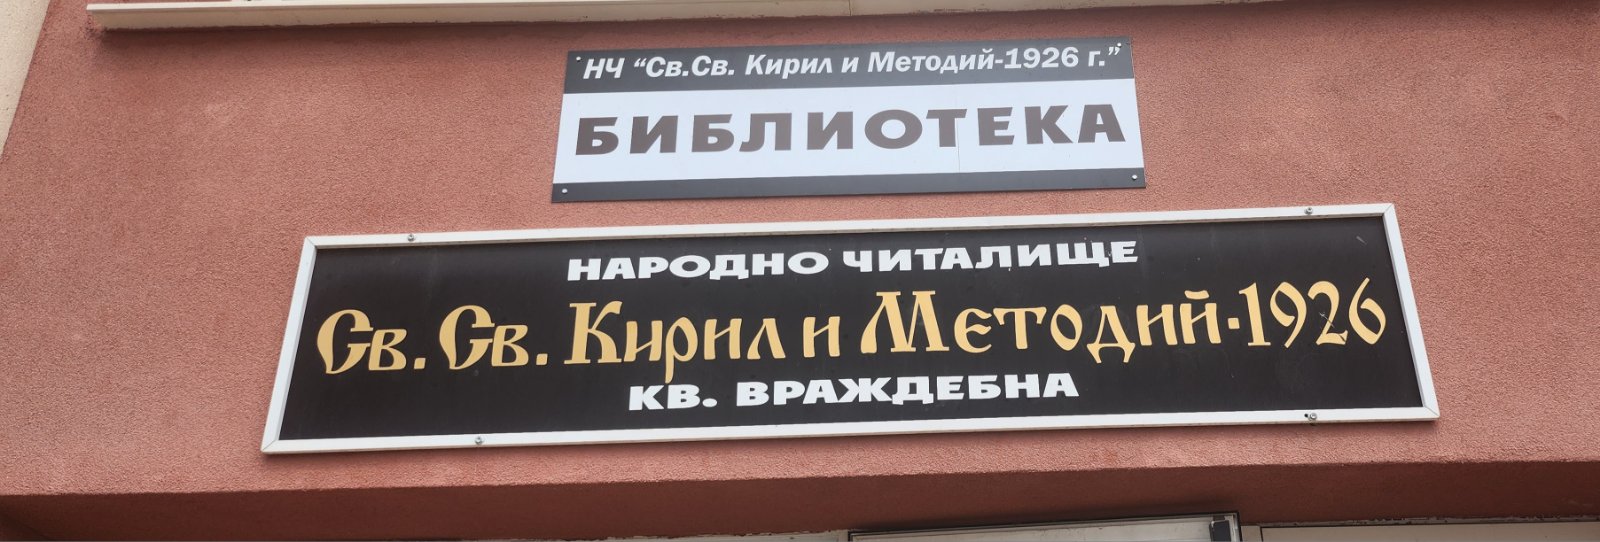 НЧ “Св.Св. Кирил и Методий-1926 г.”
БИБЛИОТЕКА
НАРОДНО ЧИТАЛИЩЕ
Св. Св. Кирил и Методий-1926
КВ. ВРАЖДЕБНА